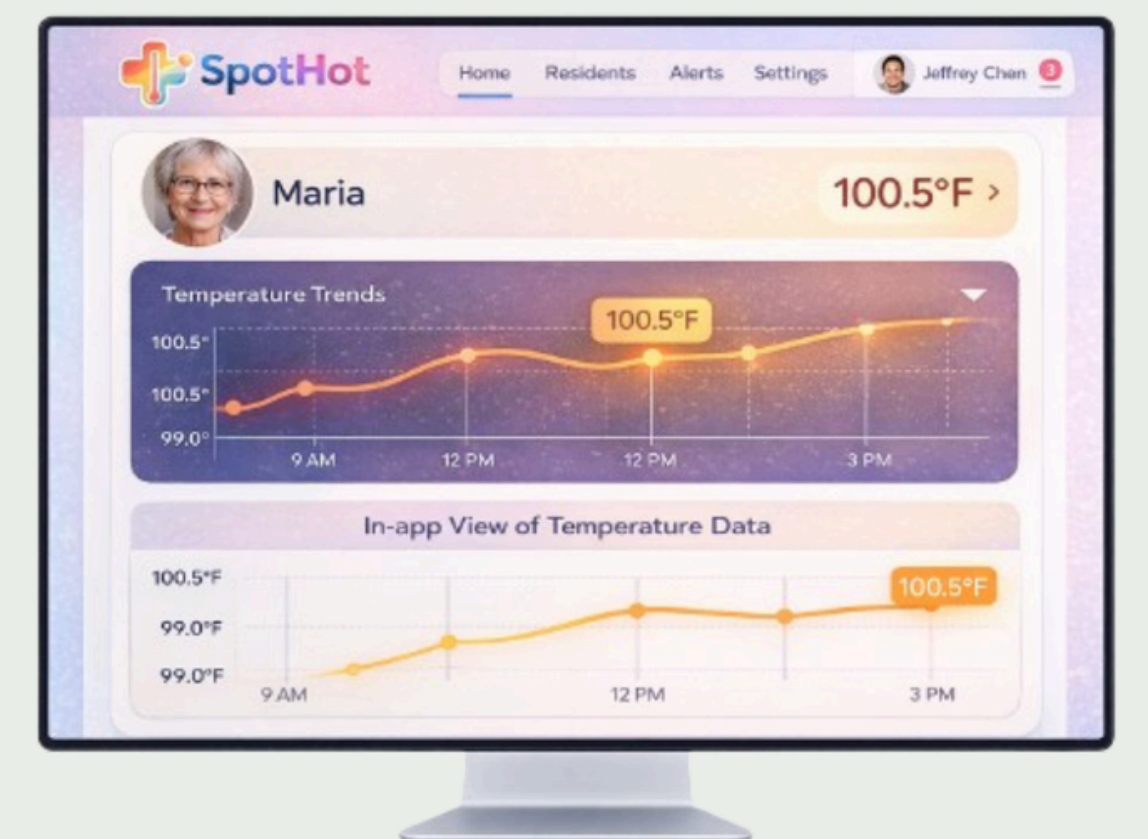 SpotHot
Home Residents Alerts Settings Jeffrey Chen 3
Maria 100.5°F >
Temperature Trends
100.5°F
100.5°
100.5°
99.0°
9 AM 12 PM 12 PM 3 PM
In-app View of Temperature Data
100.5°F
100.5°F
99.0°F
99.0°F
9 AM 12 PM 3 PM